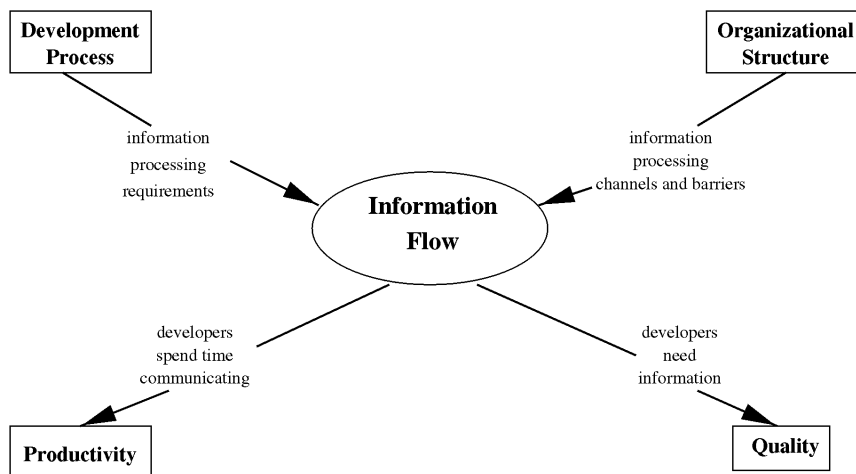 Development
Process
Organizational
Structure
information
processing
requirements
information
processing
channels and barriers
Information
Flow
developers
spend time
communicating
developers
need
information
Productivity
Quality